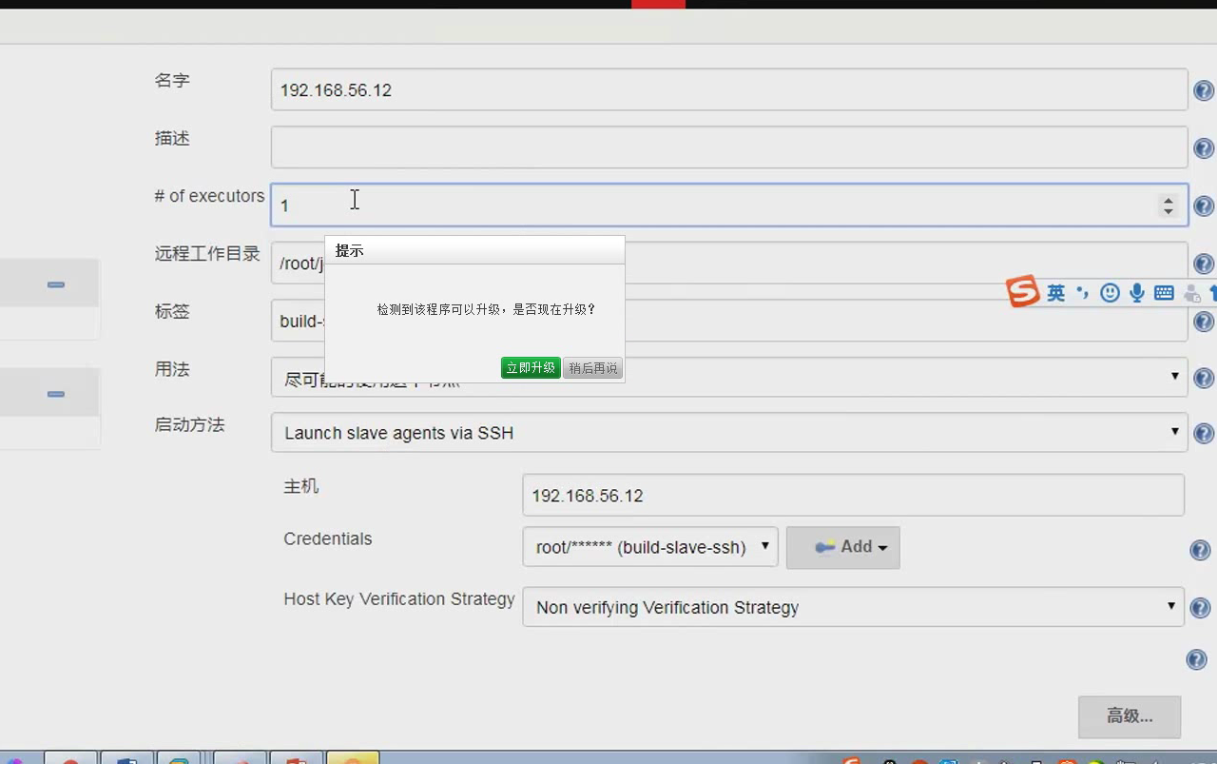 名字
192.168.56.12
描述
# of executors
1
远程工作目录
/root/j
提示
检测到该程序可以升级，是否现在升级？
立即升级
稍后再说
英
标签
build-s
用法
启动方法
Launch slave agents via SSH
主机
192.168.56.12
Credentials
root/****** (build-slave-ssh)
Add
Host Key Verification Strategy
Non verifying Verification Strategy
高级...